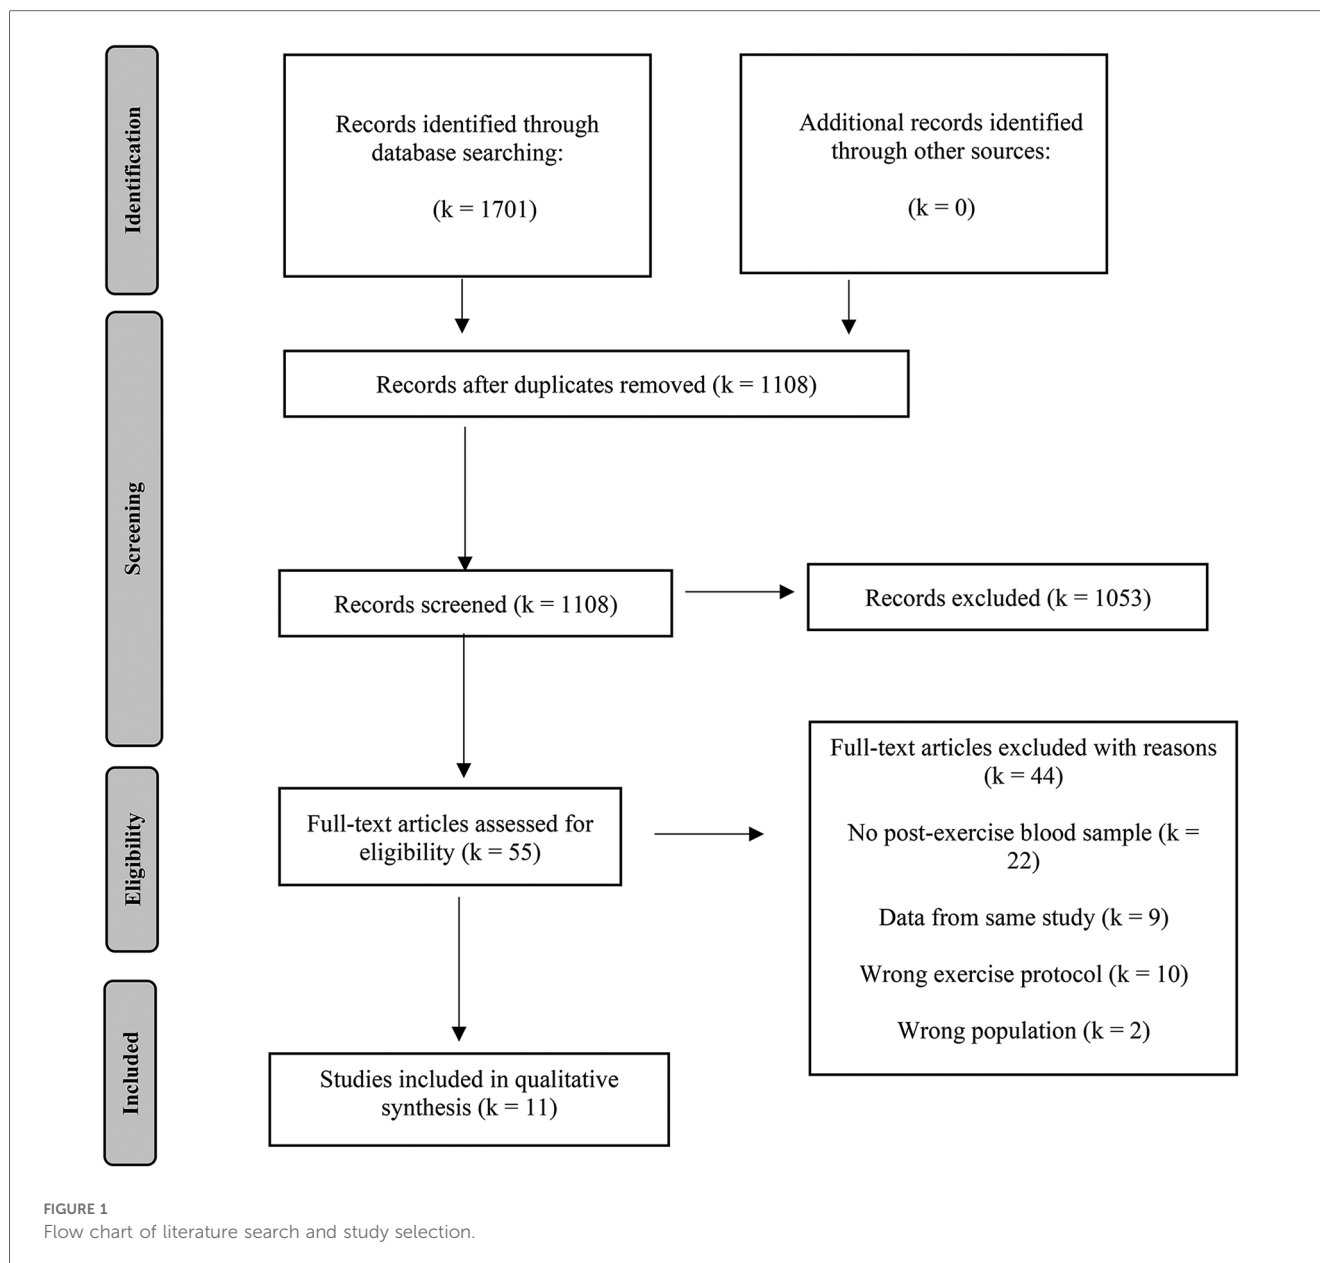 Identification
Records identified through
database searching:
(k = 1701)
Additional records identified
through other sources:
(k = 0)
Screening
Records after duplicates removed (k = 1108)
Records screened (k = 1108)
Records excluded (k = 1053)
Eligibility
Full-text articles assessed for
eligibility (k = 55)
Full-text articles excluded with reasons
(k = 44)
No post-exercise blood sample (k =
22)
Data from same study (k = 9)
Wrong exercise protocol (k = 10)
Wrong population (k = 2)
Included
Studies included in qualitative
synthesis (k = 11)
FIGURE 1
Flow chart of literature search and study selection.